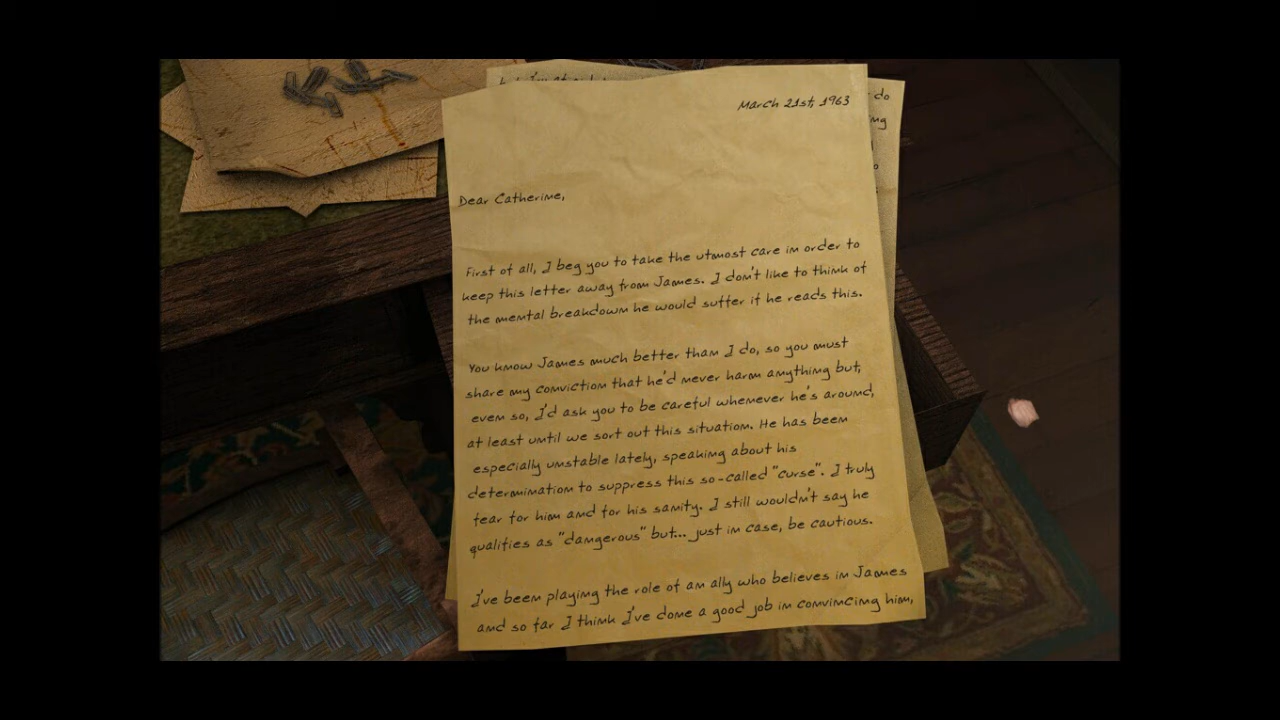 March 21st, 1963
Dear Catherine,
First of all, I beg you to take the utmost care in order to
keep this letter away from James. I don't like to think of
the mental breakdown he would suffer if he reads this.
You know James much better than I do, so you must
share my conviction that he'd never harm anything but,
even so, I'd ask you to be careful whenever he's around,
at least until we sort out this situation. He has been
especially unstable lately, speaking about his
determination to suppress this so-called "curse". I truly
fear for him and for his sanity. I still wouldn't say he
qualifies as "dangerous" but... just in case, be cautious.
I've been playing the role of an ally who believes in James
and so far I think I've done a good job in convincing him,
do